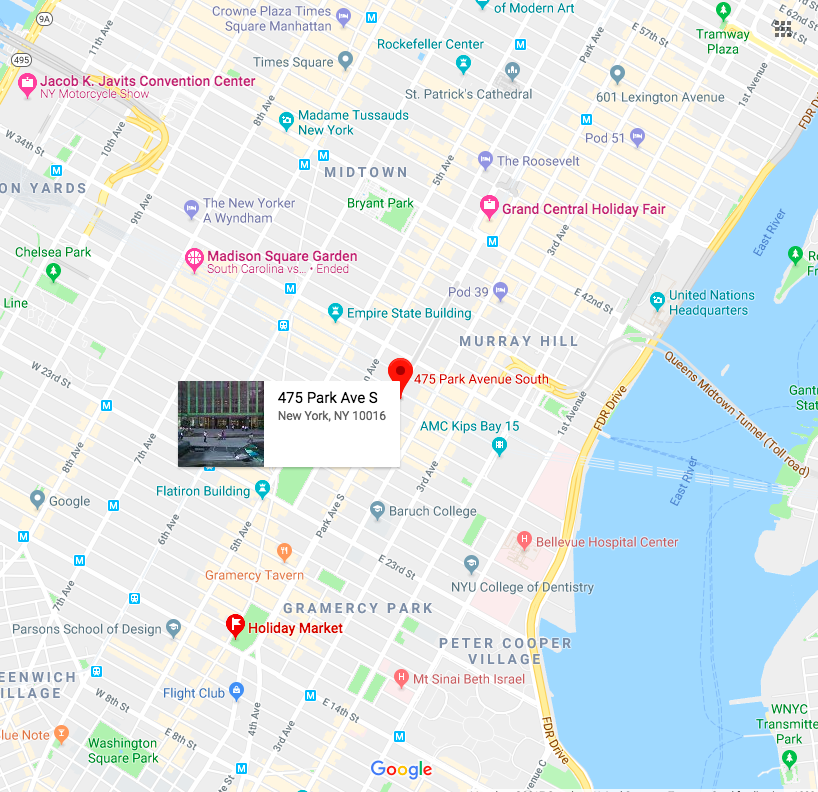 Crowne Plaza Times
Square Manhattan
of Modern Art
E 62nd St
9A
11th Ave
Tramway
Plaza
Rockefeller Center
Park Ave
E 57th St
495
Times Square
St. Patrick's Cathedral
601 Lexington Avenue
1st Avenue
FDR Drive
Jacob K. Javits Convention Center
NY Motorcycle Show
8th Ave
Madame Tussauds
New York
Pod 51
W 34th St
10th Ave
MIDTOWN
5th Ave
The Roosevelt
ON YARDS
9th Ave
The New Yorker
A Wyndham
Bryant Park
Grand Central Holiday Fair
East River
3rd Ave
Chelsea Park
Madison Square Garden
South Carolina vs... • Ended
Line
Pod 39
E 42nd St
United Nations
Headquarters
Empire State Building
MURRAY HILL
W 23rd St
475 Park Avenue South
Queens Midtown Tunnel (Toll road)
475 Park Ave S
New York, NY 10016
1st Avenue
FDR Drive
Gant
Sta
7th Ave
AMC Kips Bay 15
8th Ave
3rd Ave
East River
Google
Flatiron Building
Park Ave S
Baruch College
6th Ave
5th Ave
Bellevue Hospital Center
Gramercy Tavern
E 23rd St
NYU College of Dentistry
7th Ave
GRAMERCY PARK
Parsons School of Design
Holiday Market
PETER COOPER
VILLAGE
EENWICH
ILLAGE
W 8th St
Flight Club
Mt Sinai Beth Israel
4th Ave
E 14th St
WNYC
Transmitte
Park
lue Note
E 8th St
3rd Ave
FDR Drive
Washington
Square Park
Google
Avenue C